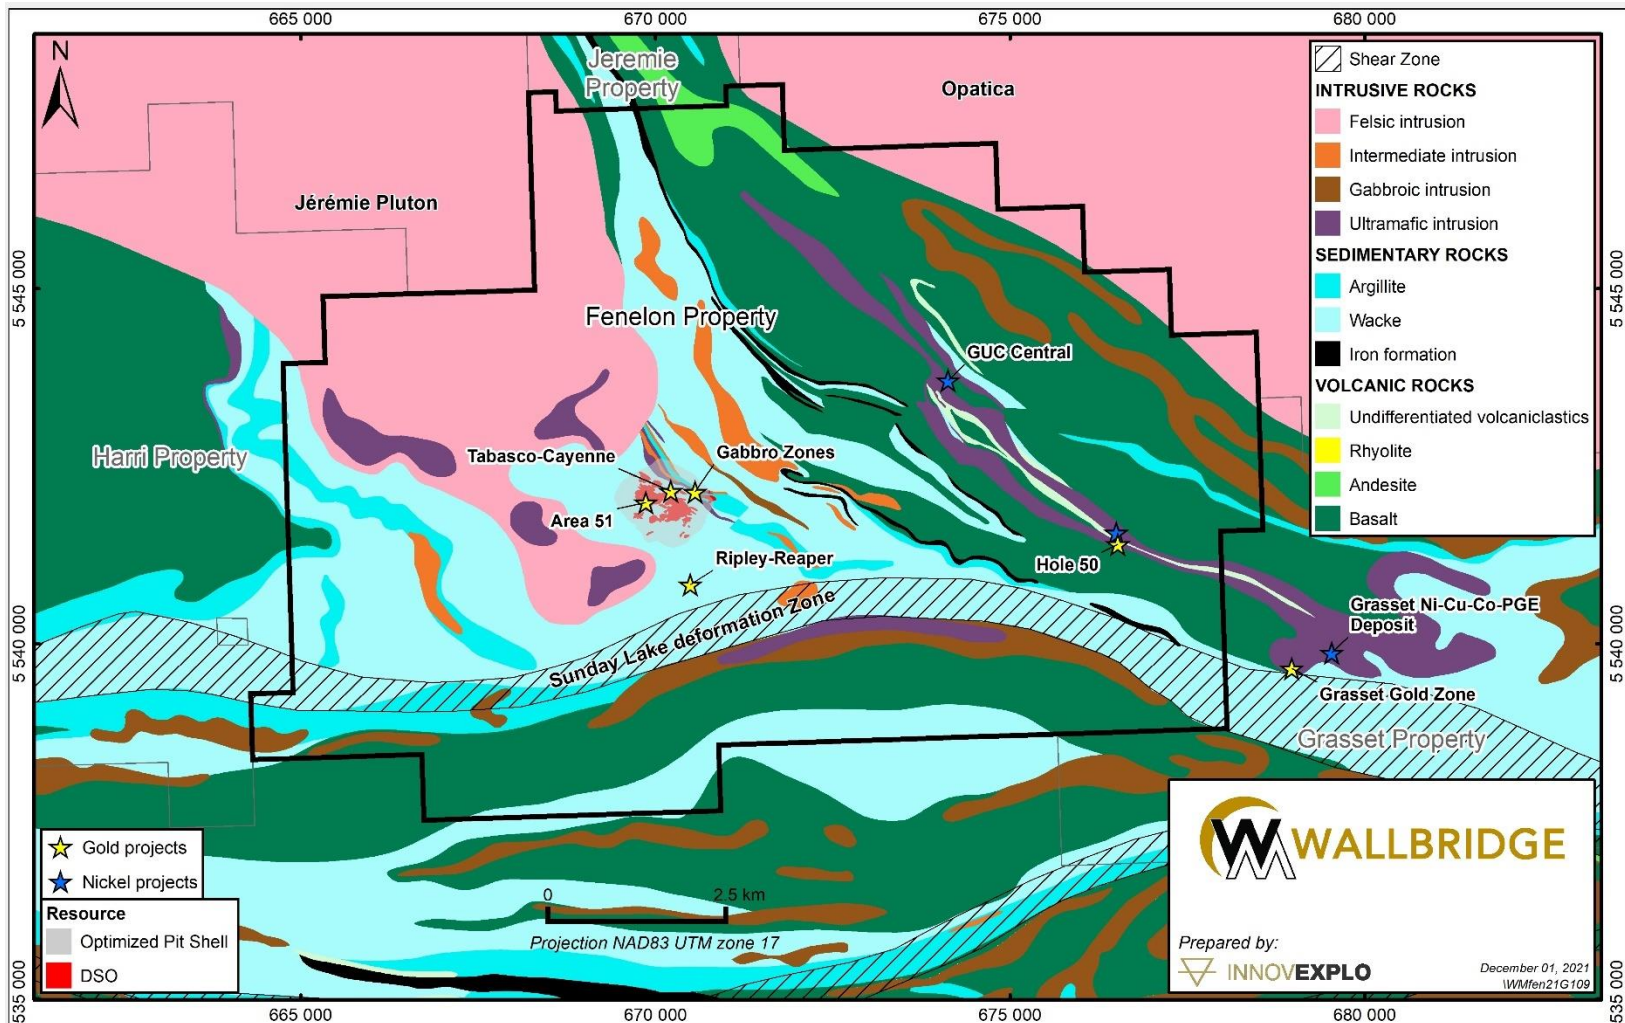 665 000
670 000
675 000
680 000
N
Jeremie
Property
Opatica
Jérémie Pluton
5 545 000
5 545 000
Fenelon Property
GUC Central
Harri Property
Tabasco-Cayenne
Gabbro Zones
Area 51
Ripley-Reaper
Hole 50
Sunday Lake deformation Zone
Grasset Ni-Cu-Co-PGE
Deposit
Grasset Gold Zone
Grasset Property
5 540 000
5 540 000
Shear Zone
INTRUSIVE ROCKS
Felsic intrusion
Intermediate intrusion
Gabbroic intrusion
Ultramafic intrusion
SEDIMENTARY ROCKS
Argillite
Wacke
Iron formation
VOLCANIC ROCKS
Undifferentiated volcaniclastics
Rhyolite
Andesite
Basalt
Gold projects
Nickel projects
Resource
Optimized Pit Shell
DSO
0 2.5 km
Projection NAD83 UTM zone 17
WALLBRIDGE
Prepared by:
INNOVEXPLO
December 01, 2021
\WMfen21G109
535 000
5 535 000
665 000
670 000
675 000
680 000